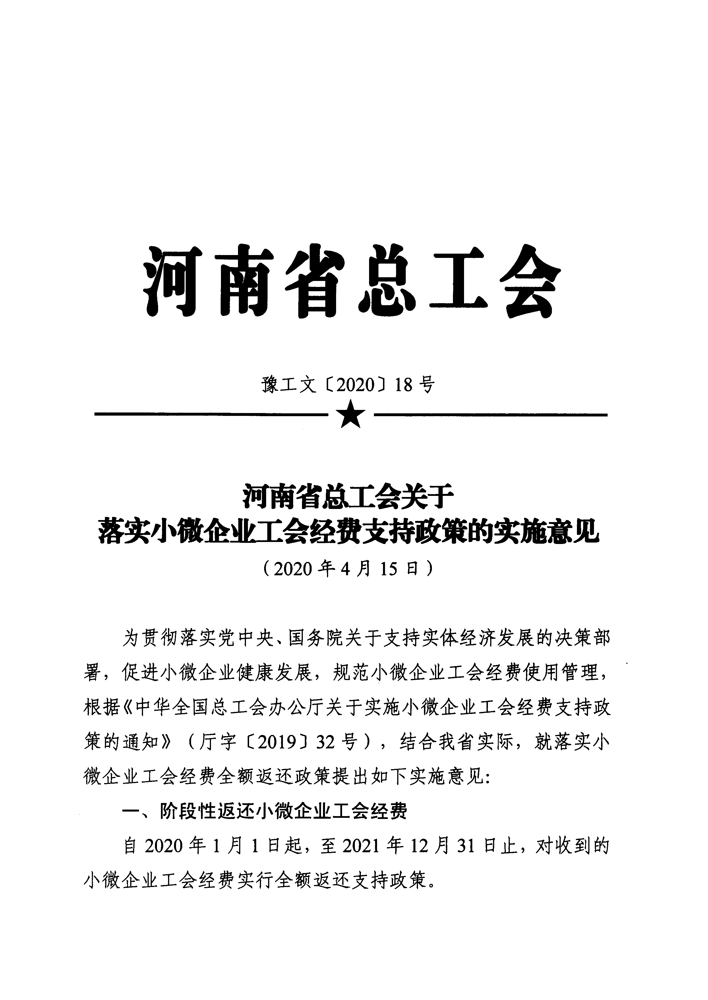 河南省总工会
豫工文〔2020〕18号
河南省总工会关于
落实小微企业工会经费支持政策的实施意见
（2020年4月15日）
为贯彻落实党中央、国务院关于支持实体经济发展的决策部
署，促进小微企业健康发展，规范小微企业工会经费使用管理，
根据《中华全国总工会办公厅关于实施小微企业工会经费支持政
策的通知》（厅字〔2019〕32号），结合我省实际，就落实小
微企业工会经费全额返还政策提出如下实施意见：
一、阶段性返还小微企业工会经费
自2020年1月1日起，至2021年12月31日止，对收到的
小微企业工会经费实行全额返还支持政策。